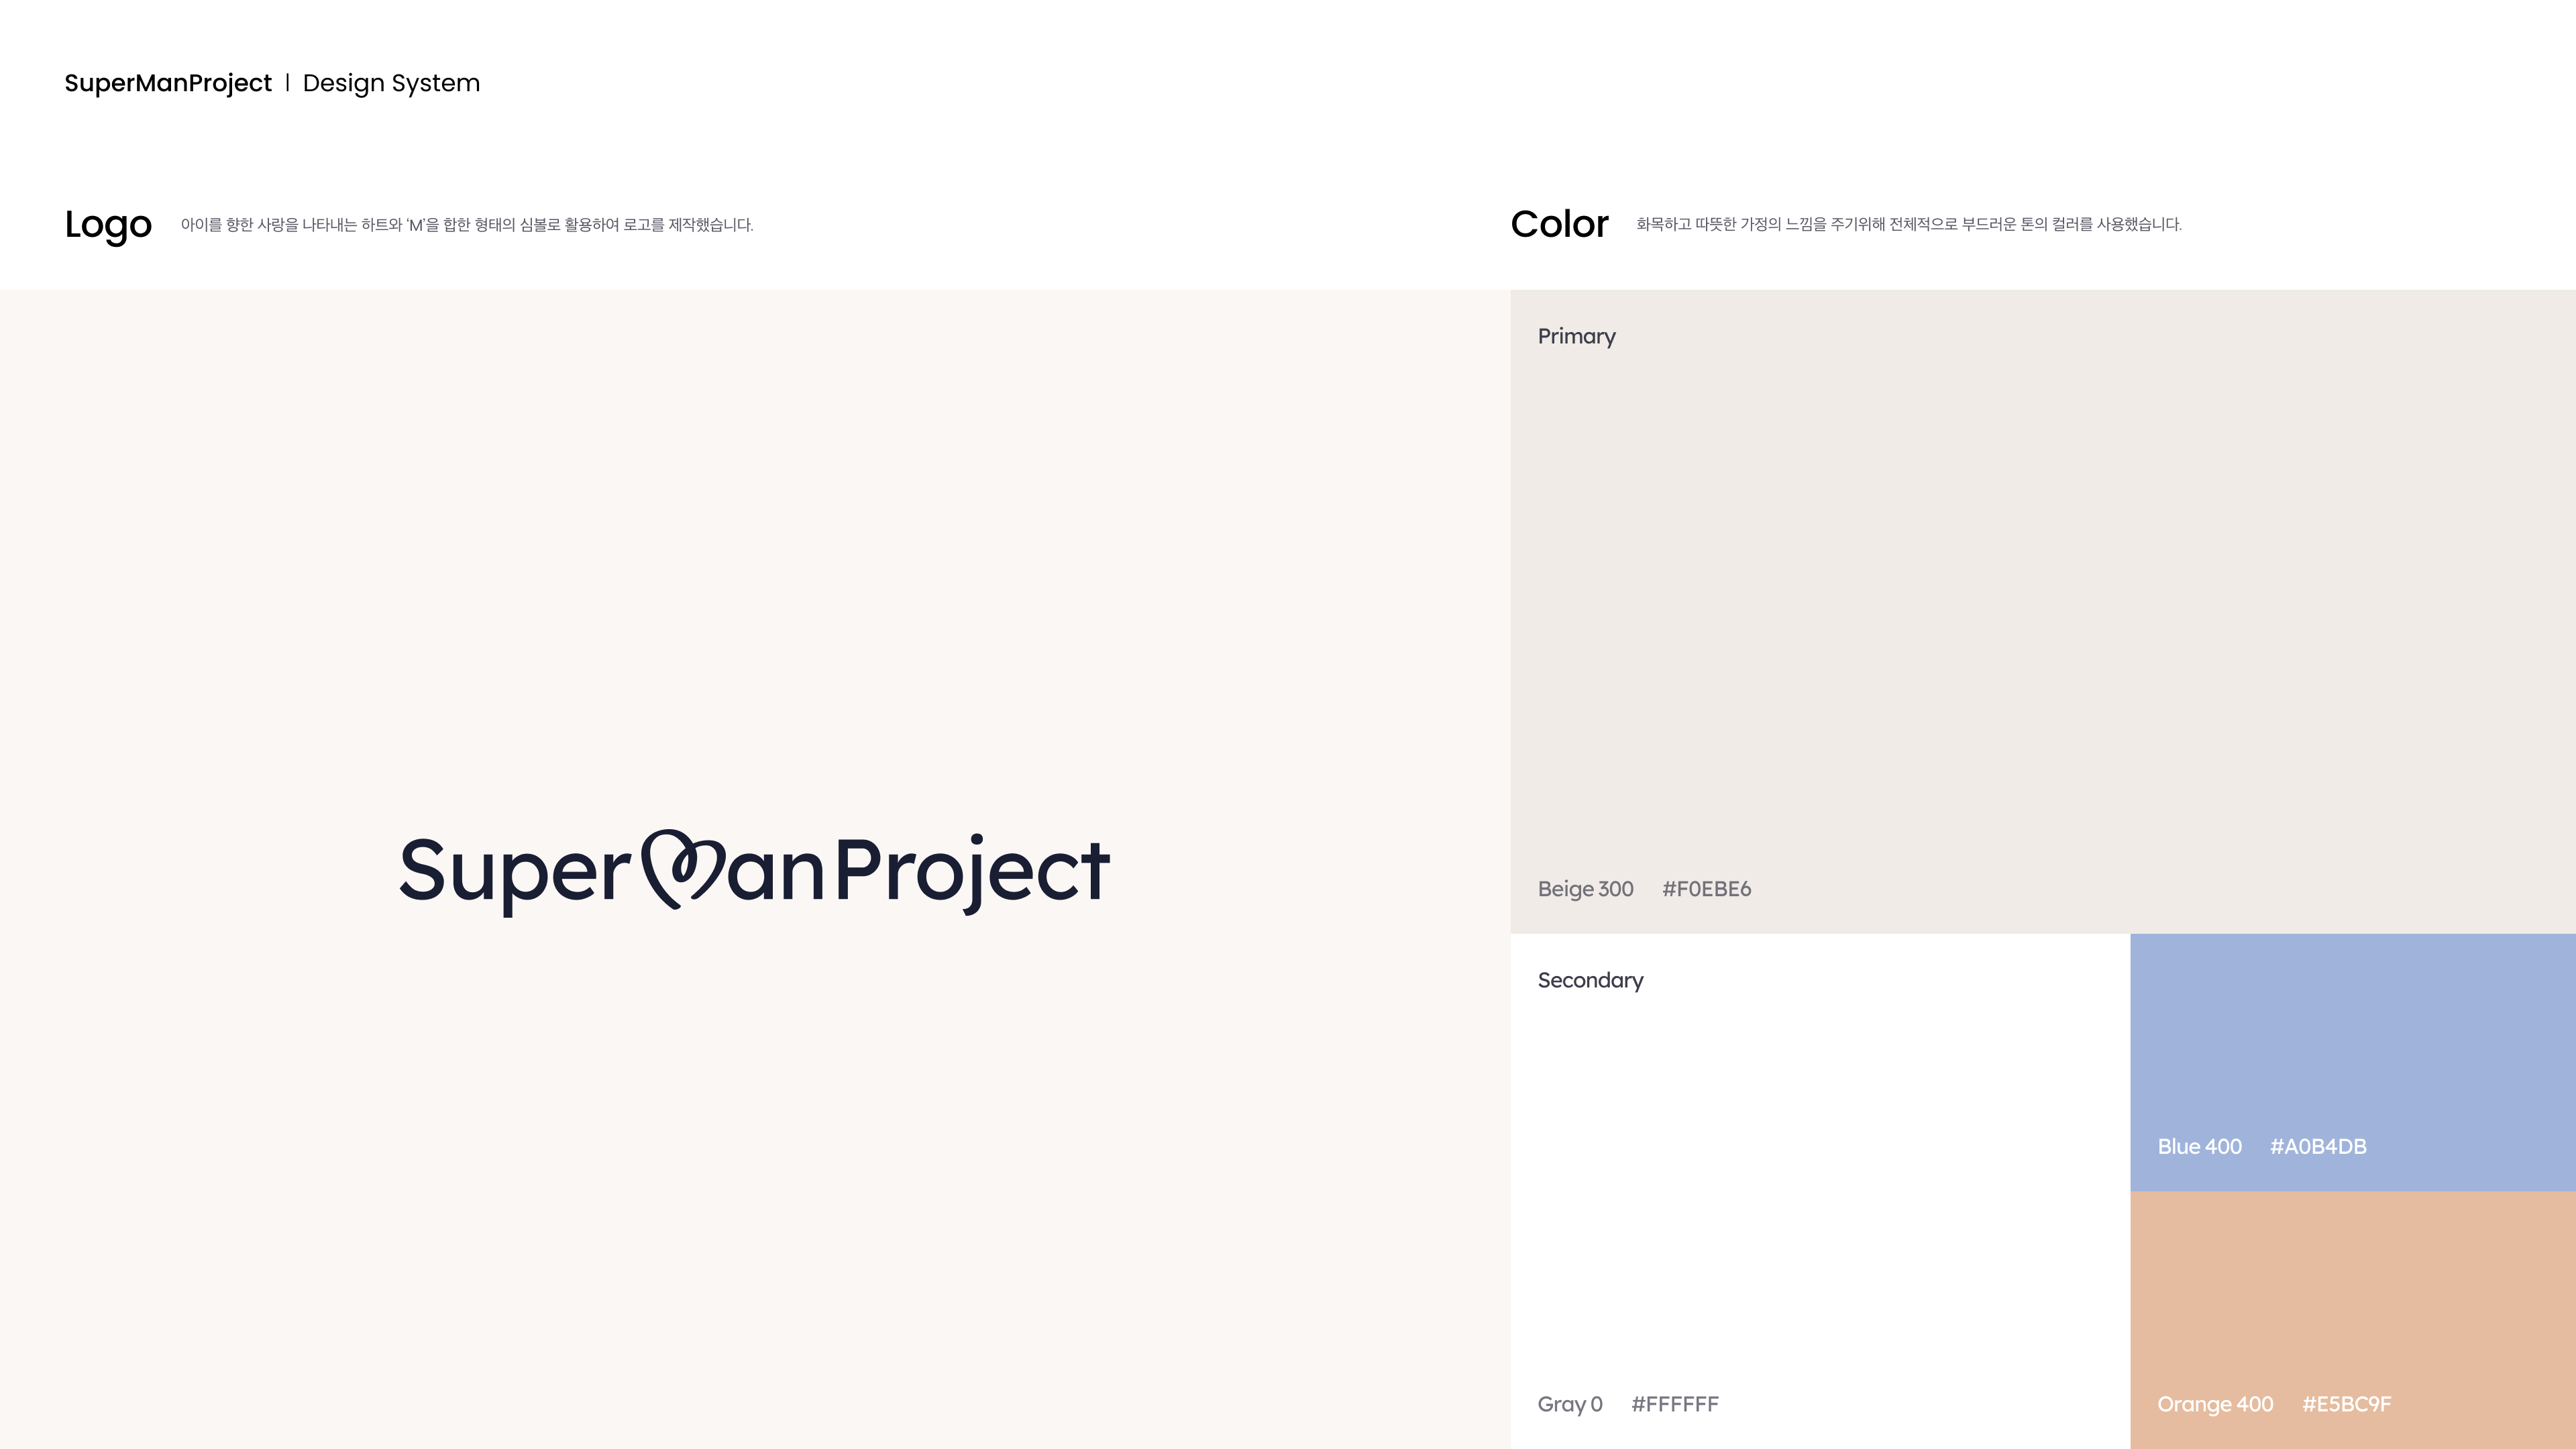 SuperManProject | Design System
Logo 아이를 향한 사랑을 나타내는 하트와 ‘M’을 합한 형태의 심볼로 활용하여 로고를 제작했습니다.
Color 화목하고 따뜻한 가정의 느낌을 주기위해 전체적으로 부드러운 톤의 컬러를 사용했습니다.
SuperManProject
Primary
Beige 300 #F0EBE6
Secondary
Gray 0 #FFFFFF
Blue 400 #A0B4DB
Orange 400 #E5BC9F